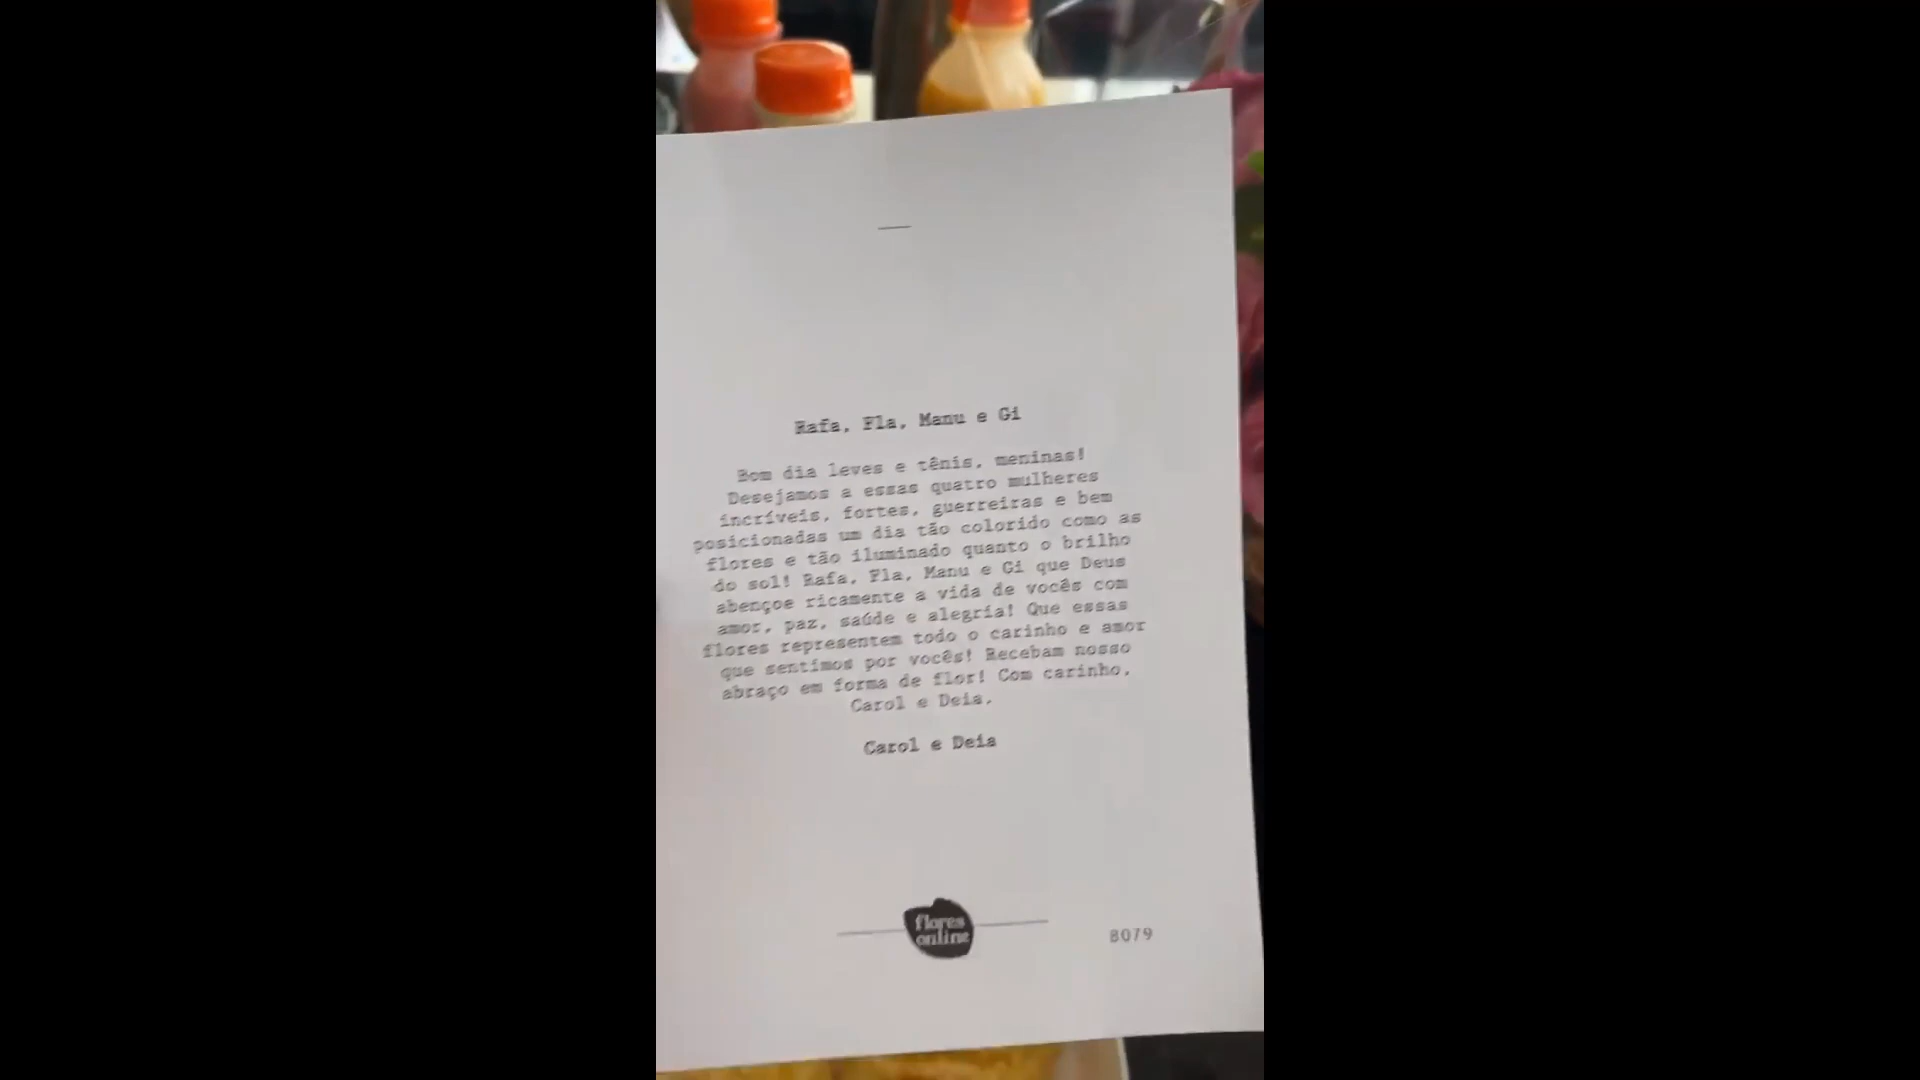 Rafa, Fla, Manu e Gi
Bom dia leves e tênis, meninas!
Desejamos a essas quatro mulheres
incríveis, fortes, guerreiras e bem
posicionadas um dia tão colorido como as
flores e tão iluminado quanto o brilho
do sol! Rafa, Fla, Manu e Gi que Deus
abençoe ricamente a vida de vocês com
amor, paz, saúde e alegria! Que essas
flores representem todo o carinho e amor
que sentimos por vocês! Recebam nosso
abraço em forma de flor! Com carinho,
Carol e Deia.
Carol e Deia
flores
online
8079